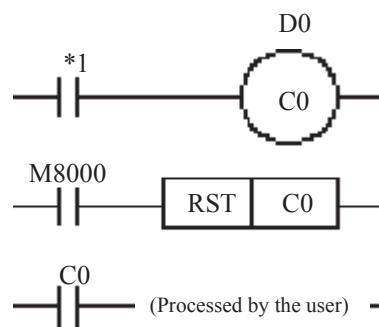 D0
*1
C0
M8000
RST C0
C0
(Processed by the user)